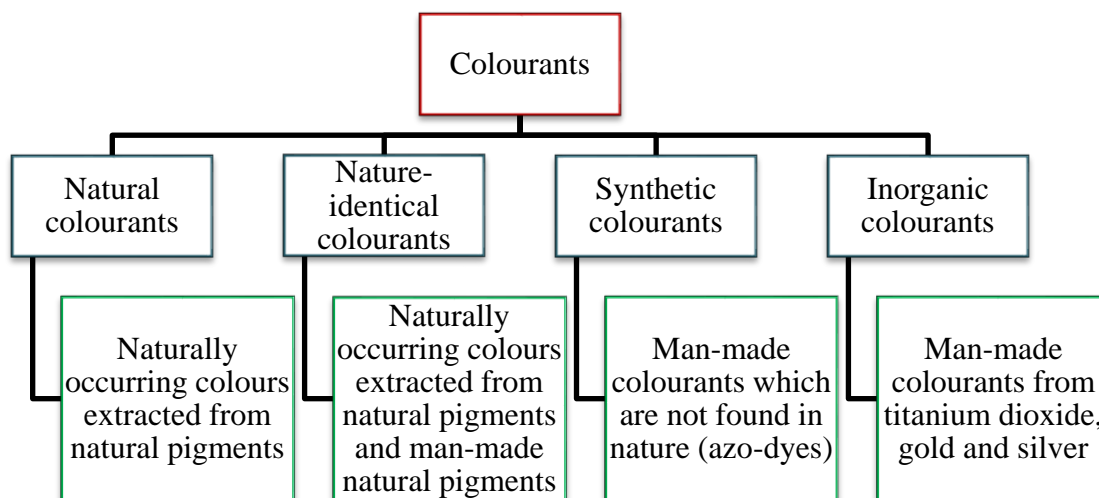 Colourants
Natural
colourants
Nature-
identical
colourants
Synthetic
colourants
Inorganic
colourants
Naturally
occurring colours
extracted from
natural pigments
Naturally
occurring colours
extracted from
natural pigments
and man-made
natural pigments
Man-made
colourants which
are not found in
nature (azo-dyes)
Man-made
colourants from
titanium dioxide,
gold and silver